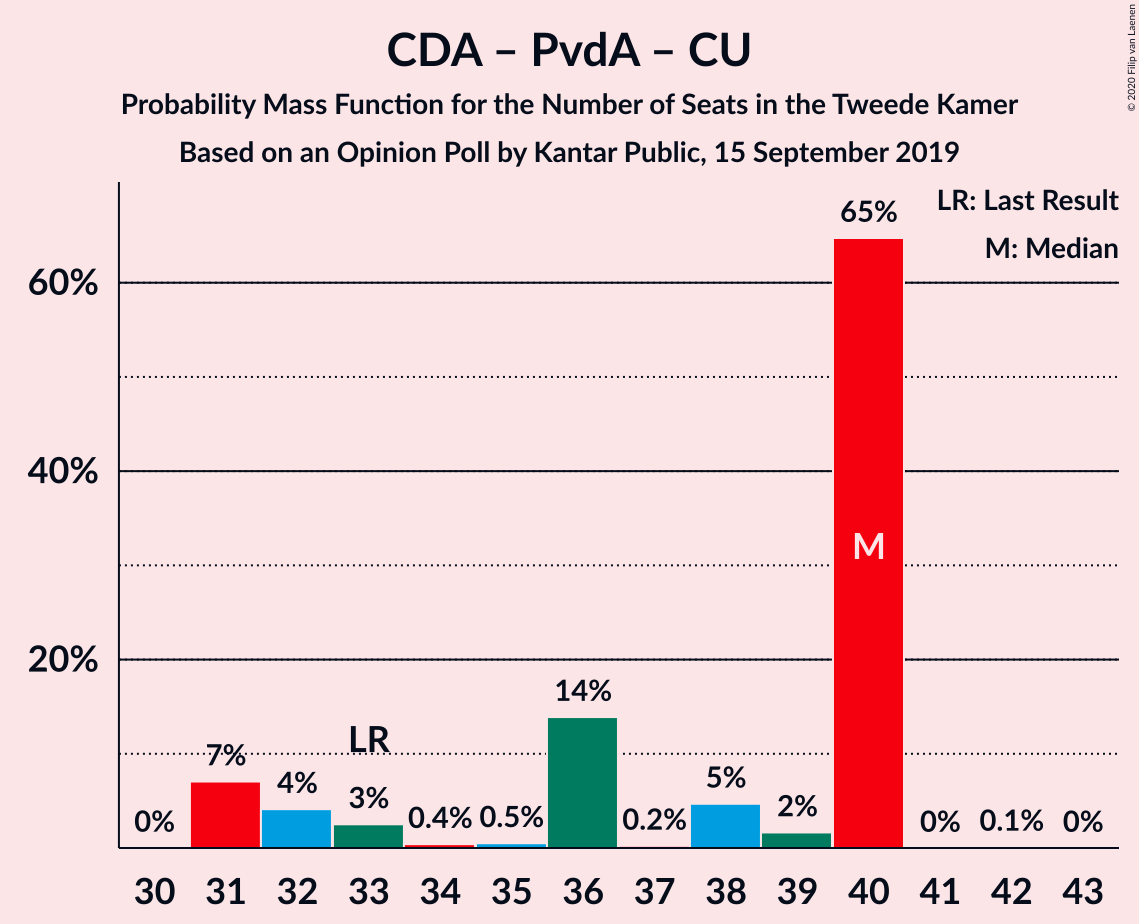 CDA – PvdA – CU
Probability Mass Function for the Number of Seats in the Tweede Kamer
Based on an Opinion Poll by Kantar Public, 15 September 2019
© 2020 Filip van Laenen
LR: Last Result
M: Median
60%
40%
20%
0%
7%
4%
3%
0.4%
0.5%
14%
0.2%
5%
2%
65%
0%
0.1%
0%
LR
M
30 31 32 33 34 35 36 37 38 39 40 41 42 43